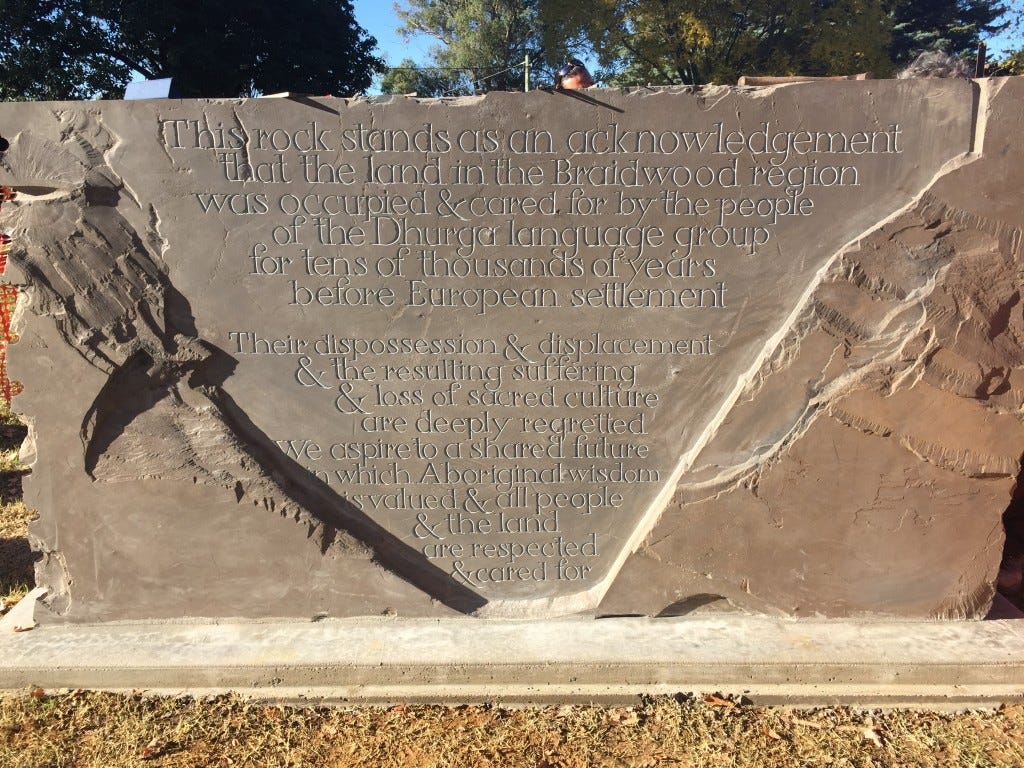 This rock stands as an acknowledgement
that the land in the Braidwood region
was occupied & cared for by the people
of the Dhurga language group
for tens of thousands of years
before European settlement
Their dispossession & displacement
& the resulting suffering
& loss of sacred culture
are deeply regretted
We aspire to a shared future
in which Aboriginal wisdom
is valued & all people
& the land
are respected
& cared for